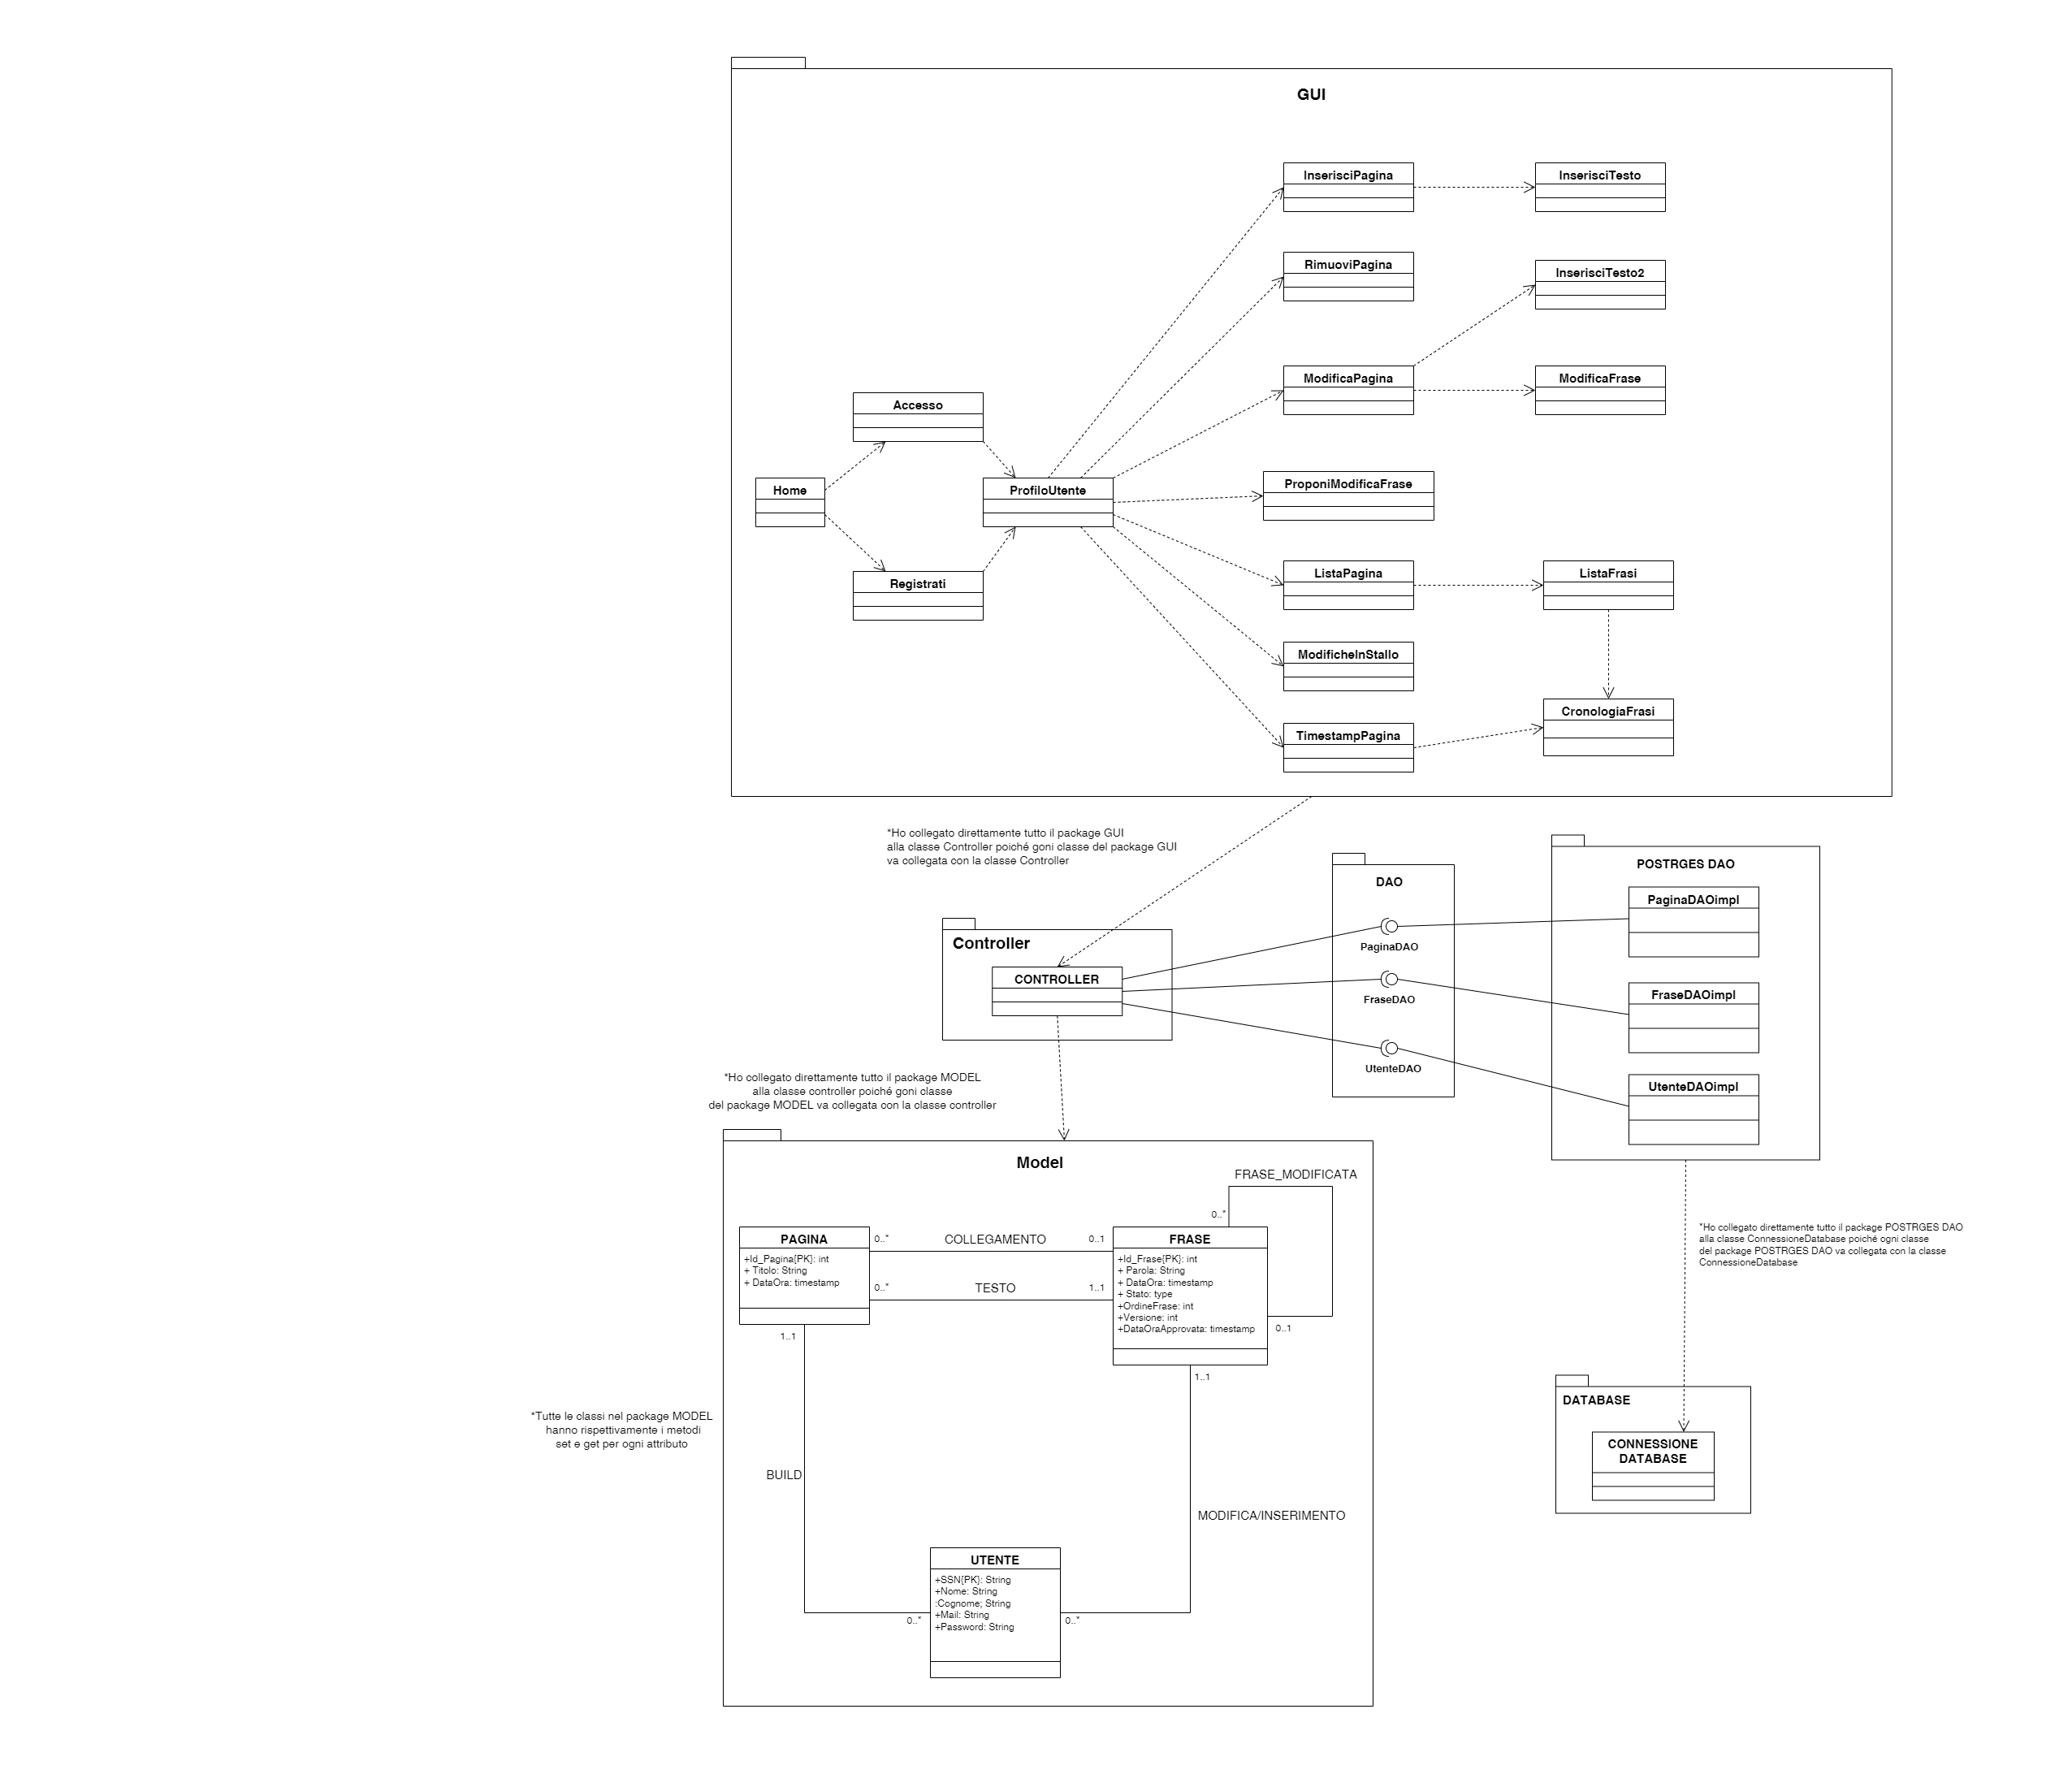 GUI
InserisciPagina
InserisciTesto
RimuoviPagina
InserisciTesto2
ModificaPagina
ModificaFrase
Accesso
Home
ProfiloUtente
ProponiModificaFrase
Registrati
ListaPagina
ListaFrasi
ModificheInStallo
CronologiaFrasi
TimestampPagina
*Ho collegato direttamente tutto il package GUI
alla classe Controller poiché goni classe del package GUI
va collegata con la classe Controller
DAO
PaginaDAO
FraseDAO
UtenteDAO
POSTRGES DAO
PaginaDAOimpl
FraseDAOimpl
UtenteDAOimpl
Controller
CONTROLLER
*Ho collegato direttamente tutto il package MODEL
alla classe controller poiché goni classe
del package MODEL va collegata con la classe controller
Model
FRASE_MODIFICATA
0..*
0..1
PAGINA
+Id_Pagina{PK}: int
+ Titolo: String
+ DataOra: timestamp
0..*
COLLEGAMENTO
0..1
0..*
TESTO
1..1
FRASE
+Id_Frase{PK}: int
+ Parola: String
+ DataOra: timestamp
+ Stato: type
+OrdineFrase: int
+Versione: int
+DataOraApprovata: timestamp
1..1
1..1
*Ho collegato direttamente tutto il package POSTRGES DAO
alla classe ConnessioneDatabase poiché ogni classe
del package POSTRGES DAO va collegata con la classe
ConnessioneDatabase
DATABASE
CONNESSIONE
DATABASE
*Tutte le classi nel package MODEL
hanno rispettivamente i metodi
set e get per ogni attributo
BUILD
MODIFICA/INSERIMENTO
UTENTE
+SSN{PK}: String
+Nome: String
:Cognome; String
+Mail: String
+Password: String
0..*
0..*